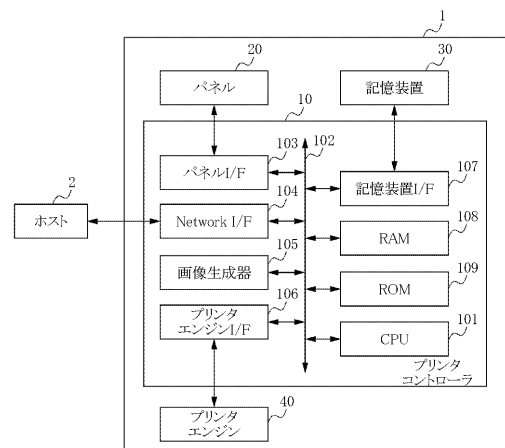 1
20
30
パネル
記憶装置
10
103
102
パネルI/F
107
2
104
記憶装置I/F
ホスト
Network I/F
108
105
RAM
画像生成器
109
106
ROM
プリンタ
エンジンI/F
101
CPU
プリンタ
コントローラ
40
プリンタ
エンジン